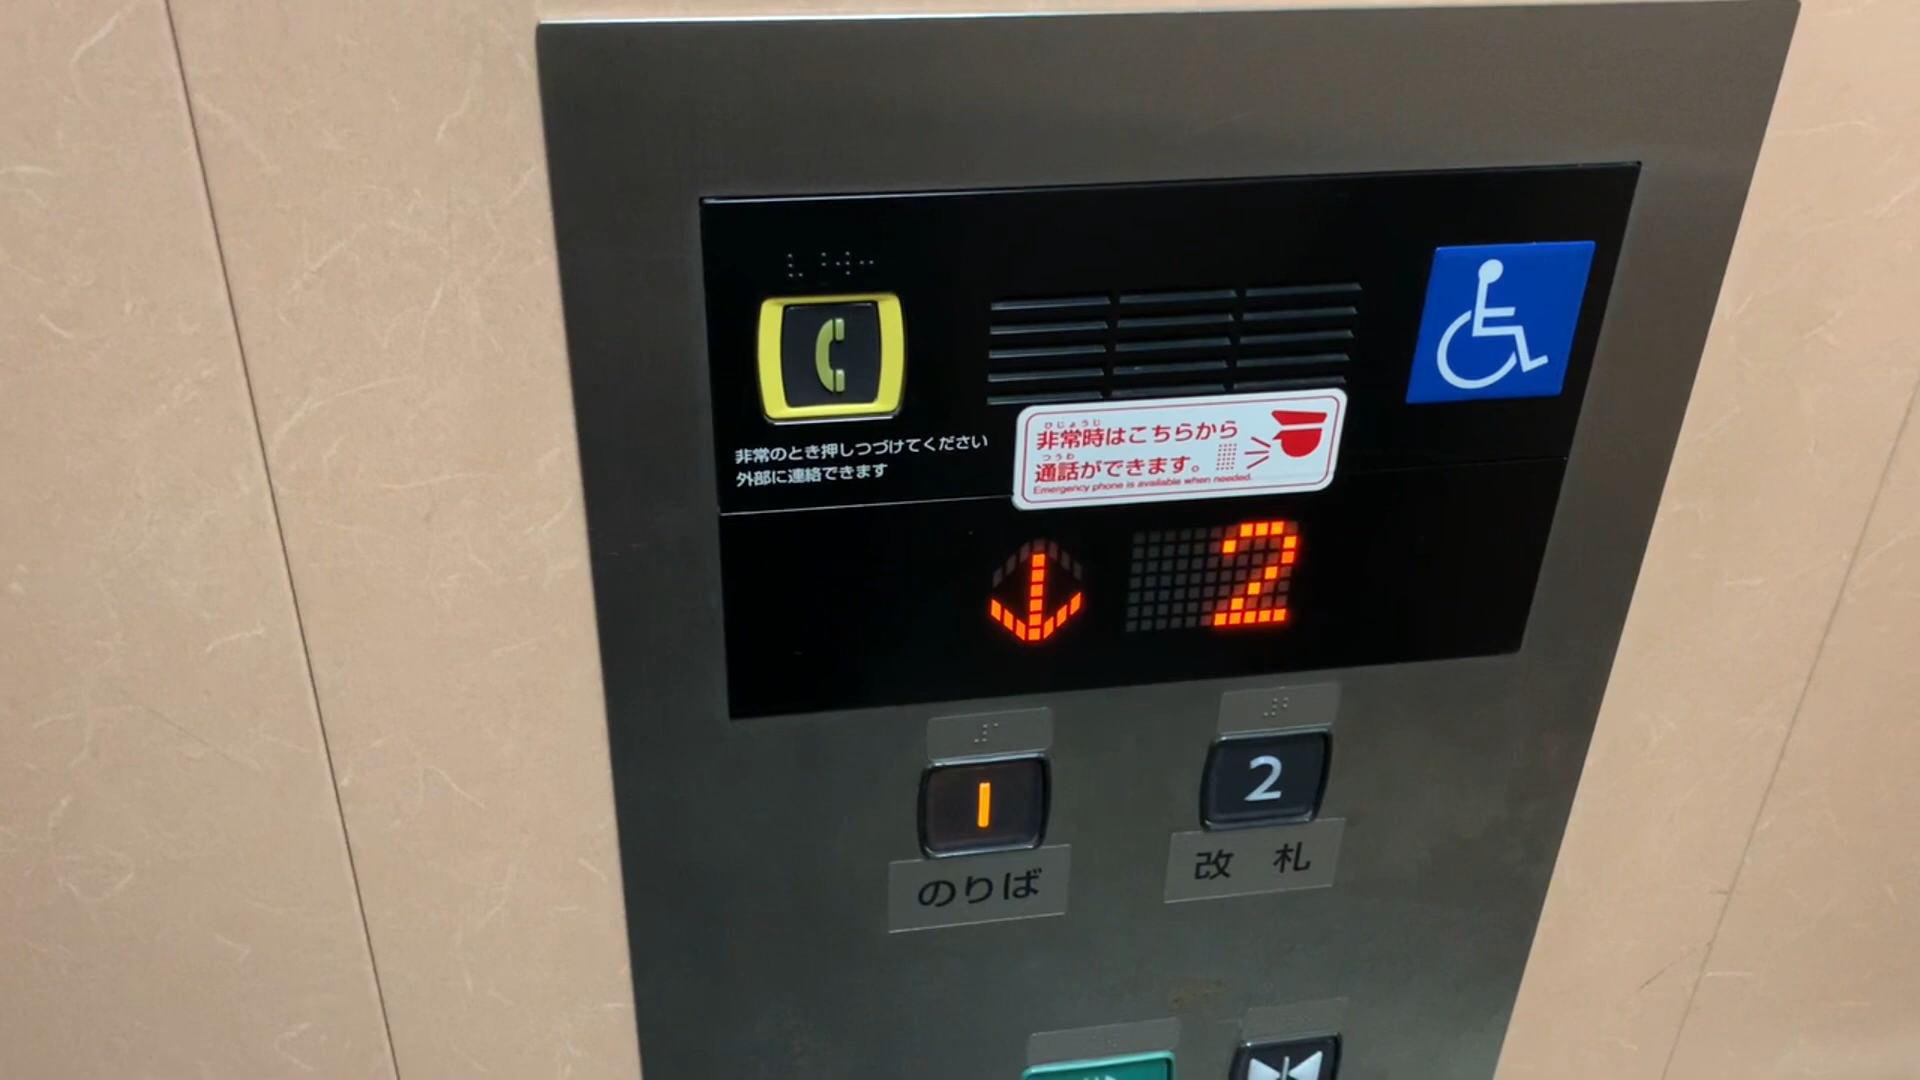 非常のとき押しつづけてください
外部に連絡できます
ひじょうじ
非常時はこちらから
つうわ
通話ができます。
Emergency phone is available when needed.
2
1
2
のりば
改 札